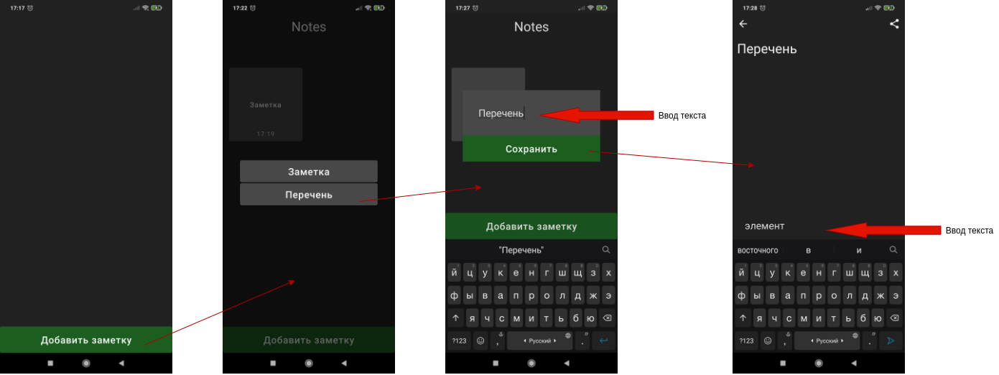 17:17
Добавить заметку
17:22
Notes
Заметка
17:19
Заметка
Перечень
Добавить заметку
17:27
Notes
Перечень
Сохранить
Добавить заметку
"Перечень"
й ц у к е н г ш щ з х
ф ы в а п р о л д ж э
я ч с м и т ь б ю
?123 , Русский .
Ввод текста
17:28
Перечень
элемент
восточного в и
й ц у к е н г ш щ з х
ф ы в а п р о л д ж э
я ч с м и т ь б ю
?123 , Русский .
Ввод текста